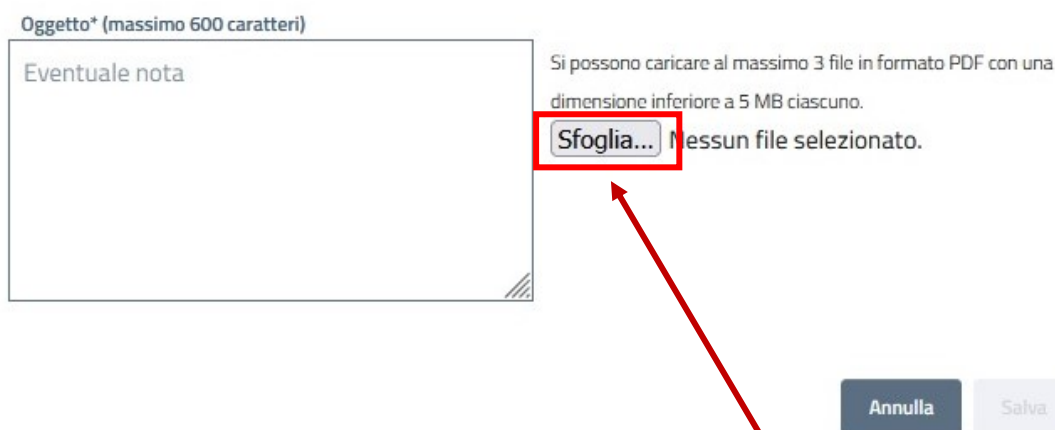 Oggetto* (massimo 600 caratteri)
Eventuale nota
Si possono caricare al massimo 3 file in formato PDF con una
dimensione inferiore a 5 MB ciascuno.
Sfoglia... Nessun file selezionato.
Annulla Salva